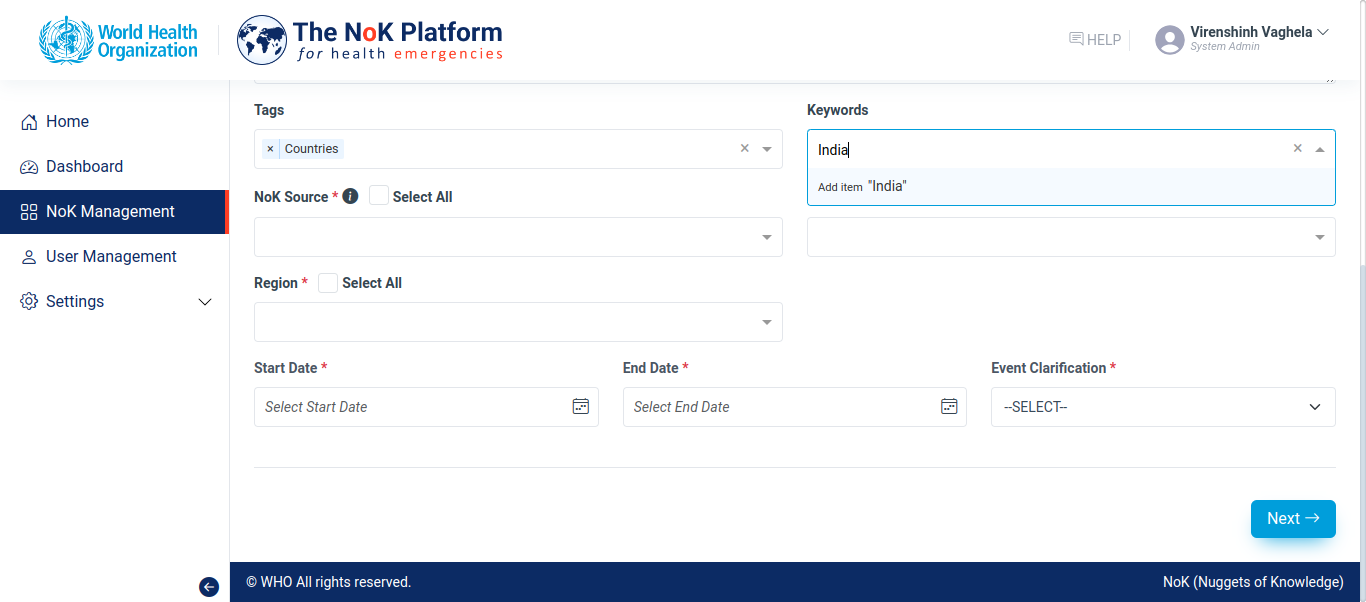 World Health
Organization
The NoK Platform
for health emergencies
HELP
Virenshinh Vaghela
System Admin
Home
Dashboard
NoK Management
User Management
Settings
Tags
Keywords
× Countries
×
India
×
Add item "India"
NoK Source * i Select All
Region * Select All
Start Date *
End Date *
Event Clarification *
Select Start Date
Select End Date
--SELECT--
Next →
© WHO All rights reserved.
NoK (Nuggets of Knowledge)